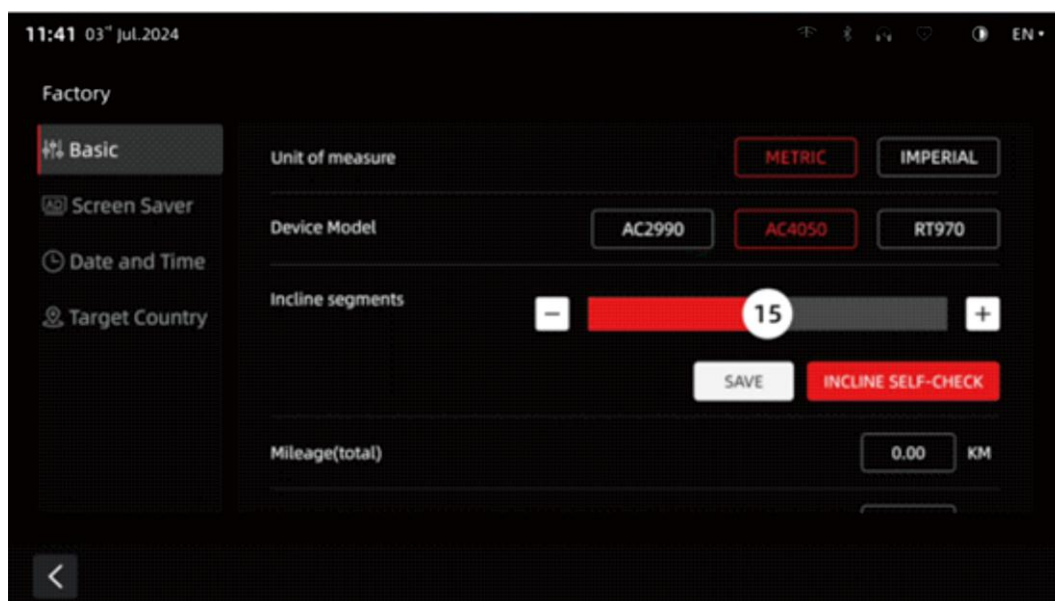 11:41 03rd Jul.2024 EN
Factory
Basic
Screen Saver
Date and Time
Target Country
Unit of measure METRIC IMPERIAL
Device Model AC2990 AC4050 RT970
Incline segments − 15 +
SAVE INCLINE SELF-CHECK
Mileage(total) 0.00 KM